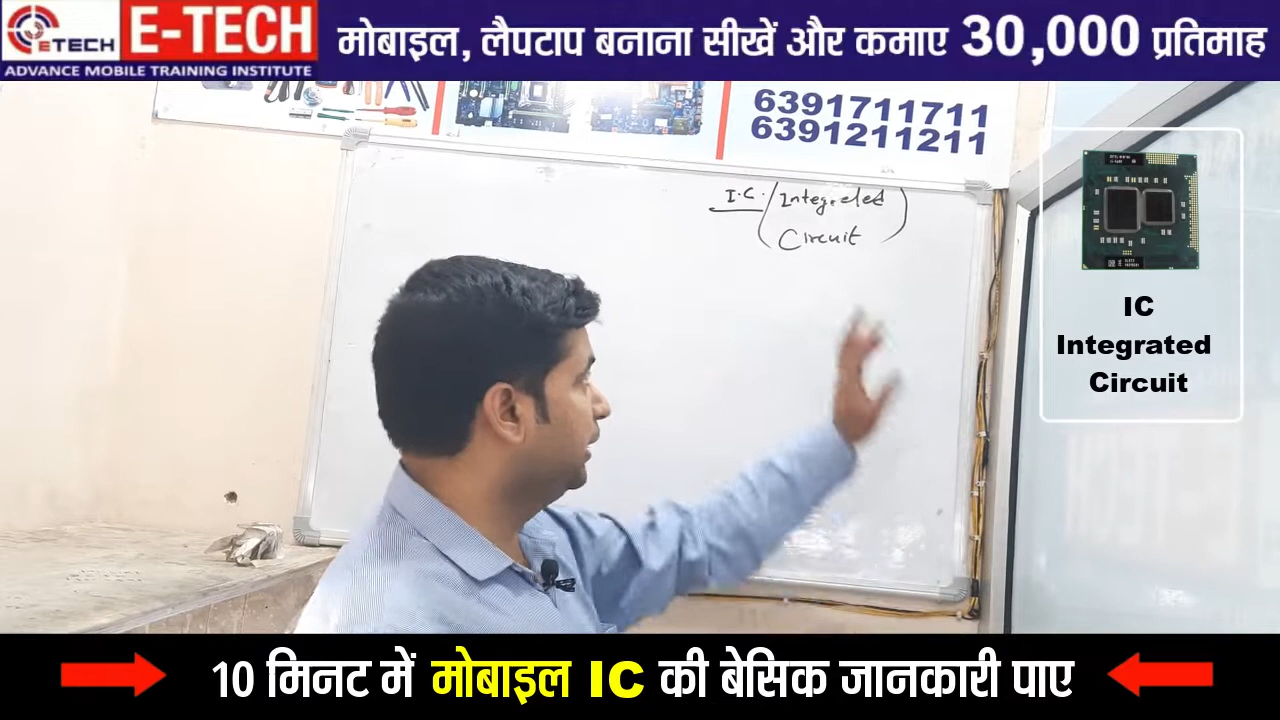 eTECH E-TECH
ADVANCE MOBILE TRAINING INSTITUTE
मोबाइल, लैपटाप बनाना सीखें और कमाए 30,000 प्रतिमाह
6391711711
6391211211
I.C. (Integrated
Circuit)
IC
Integrated
Circuit
10 मिनट में मोबाइल IC की बेसिक जानकारी पाए